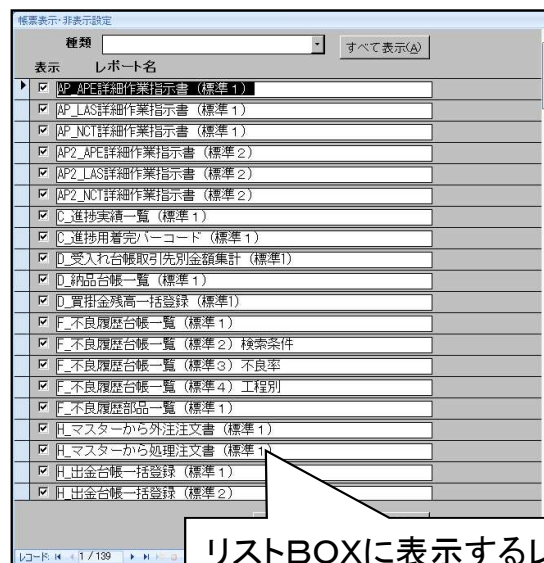 帳票表示・非表示設定
種類
すべて表示(A)
表示 レポート名
AP_APE詳細作業指示書（標準１）
AP_LAS詳細作業指示書（標準１）
AP_NCT詳細作業指示書（標準１）
AP2_APE詳細作業指示書（標準２）
AP2_LAS詳細作業指示書（標準２）
AP2_NCT詳細作業指示書（標準２）
C_進捗実績一覧（標準１）
C_進捗用着完バーコード（標準１）
D_受入れ台帳取引先別金額集計（標準1）
D_納品台帳一覧（標準１）
D_買掛金残高一括登録（標準1）
F_不良履歴台帳一覧（標準１）
F_不良履歴台帳一覧（標準２）検索条件
F_不良履歴台帳一覧（標準３）不良率
F_不良履歴台帳一覧（標準４）工程別
F_不良履歴部品一覧（標準１）
H_マスターから外注注文書（標準１）
H_マスターから処理注文書（標準１）
H_出金台帳一括登録（標準１）
H_出金台帳一括登録（標準２）
レコード: 1 / 139
リストＢＯＸに表示するレ